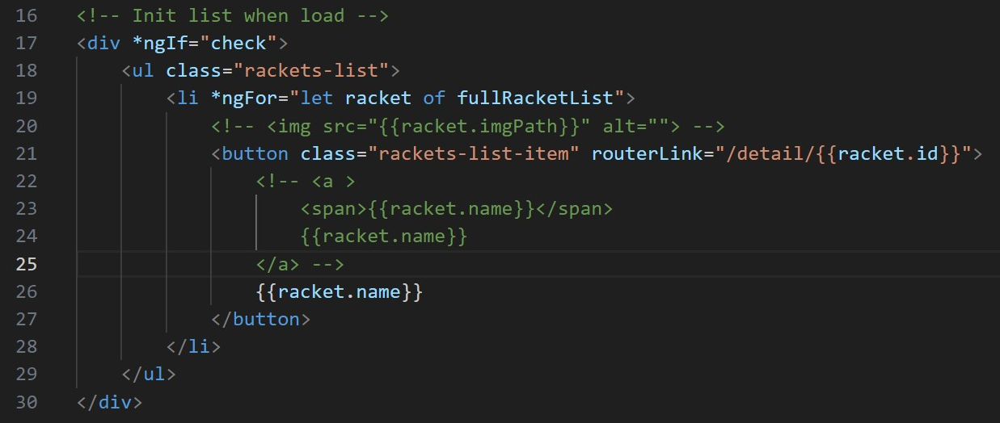 16 <!-- Init list when load -->
17 <div *ngIf="check">
18 <ul class="rackets-list">
19 <li *ngFor="let racket of fullRacketList">
20 <!-- <img src="{{racket.imgPath}}" alt=""> -->
21 <button class="rackets-list-item" routerLink="/detail/{{racket.id}}">
22 <!-- <a >
23 <span>{{racket.name}}</span>
24 {{racket.name}}
25 </a> -->
26 {{racket.name}}
27 </button>
28 </li>
29 </ul>
30 </div>